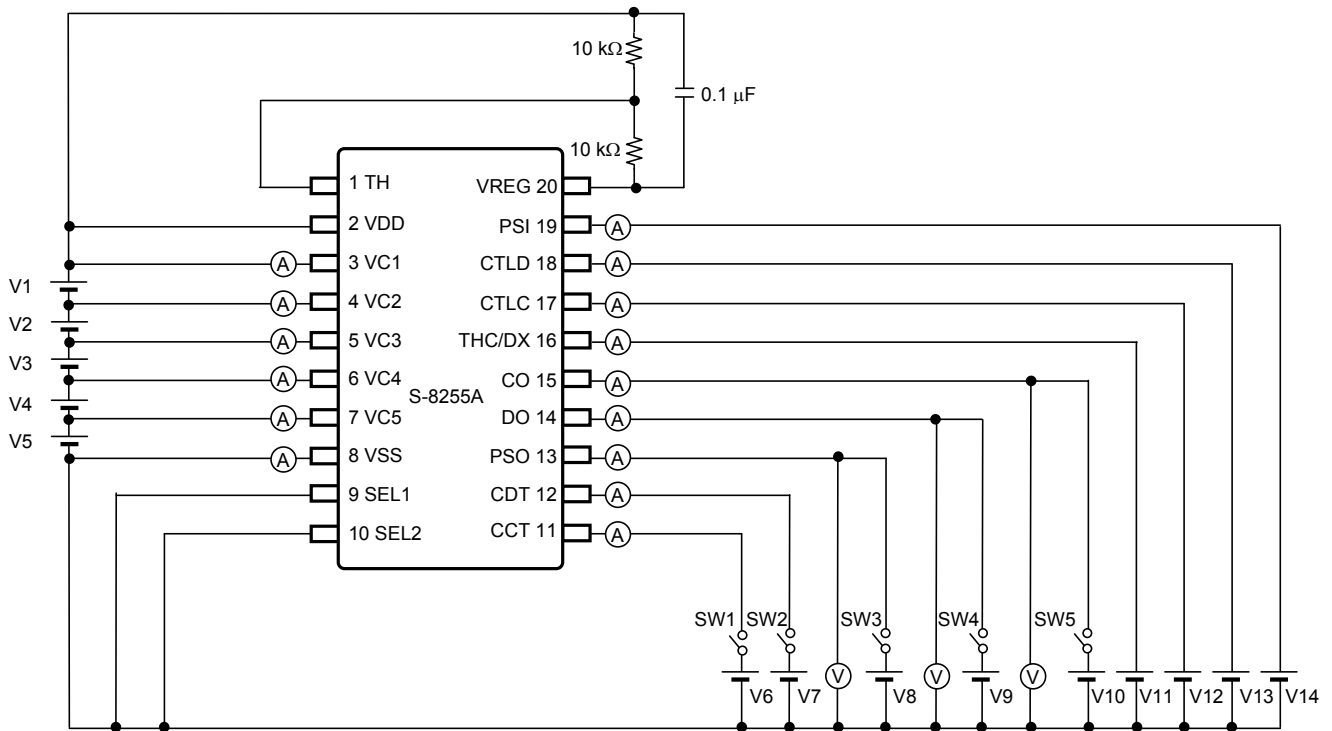 10 kΩ
0.1 μF
10 kΩ
1 TH
VREG 20
2 VDD
PSI 19
A
A
3 VC1
CTLD 18
A
V1
A
4 VC2
CTLC 17
A
V2
A
5 VC3
THC/DX 16
A
V3
A
6 VC4
CO 15
A
S-8255A
V4
A
7 VC5
DO 14
A
V5
A
8 VSS
PSO 13
A
9 SEL1
CDT 12
A
10 SEL2
CCT 11
A
SW1
SW2
SW3
SW4
SW5
V
V
V
V6
V7
V8
V9
V10
V11
V12
V13
V14